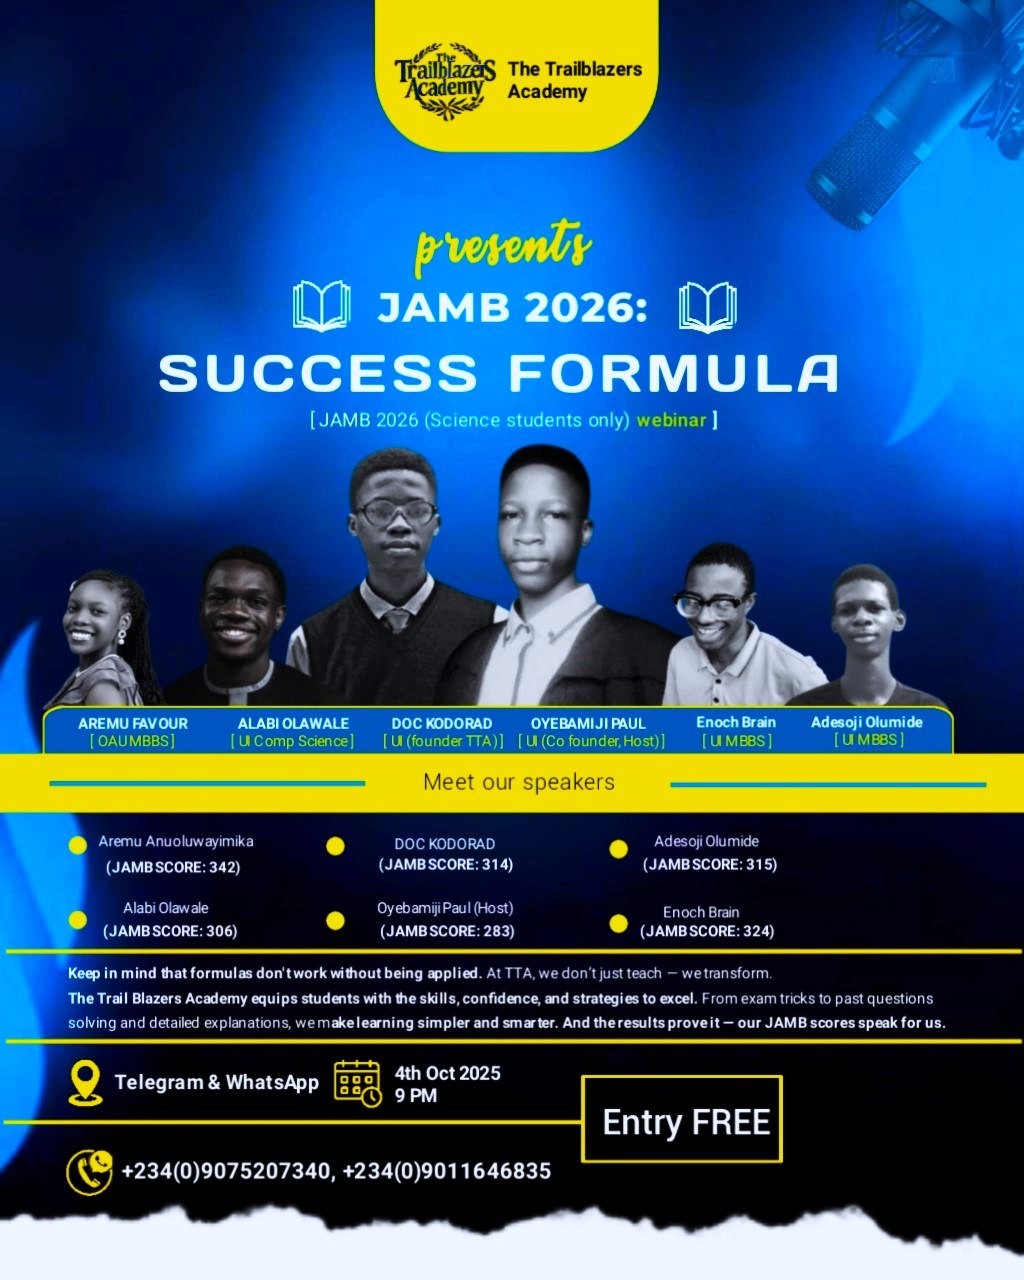 The
Trailblazers
Academy
The Trailblazers
Academy
presents
JAMB 2026:
SUCCESS FORMULA
[ JAMB 2026 (Science students only) webinar ]
AREMU FAVOUR
[ OAU MBBS ]
ALABI OLAWALE
[ UI Comp Science ]
DOC KODORAD
[ UI (founder TTA) ]
OYEBAMIJI PAUL
[ UI (Co founder, Host) ]
Enoch Brain
[ UI MBBS ]
Adesoji Olumide
[ UI MBBS ]
Meet our speakers
Aremu Anuoluwayimika
(JAMB SCORE: 342)
DOC KODORAD
(JAMB SCORE: 314)
Adesoji Olumide
(JAMB SCORE: 315)
Alabi Olawale
(JAMB SCORE: 306)
Oyebamiji Paul (Host)
(JAMB SCORE: 283)
Enoch Brain
(JAMB SCORE: 324)
Keep in mind that formulas don't work without being applied. At TTA, we don't just teach — we transform.
The Trail Blazers Academy equips students with the skills, confidence, and strategies to excel. From exam tricks to past questions
solving and detailed explanations, we make learning simpler and smarter. And the results prove it — our JAMB scores speak for us.
Telegram & WhatsApp
4th Oct 2025
9 PM
Entry FREE
+234(0)9075207340, +234(0)9011646835